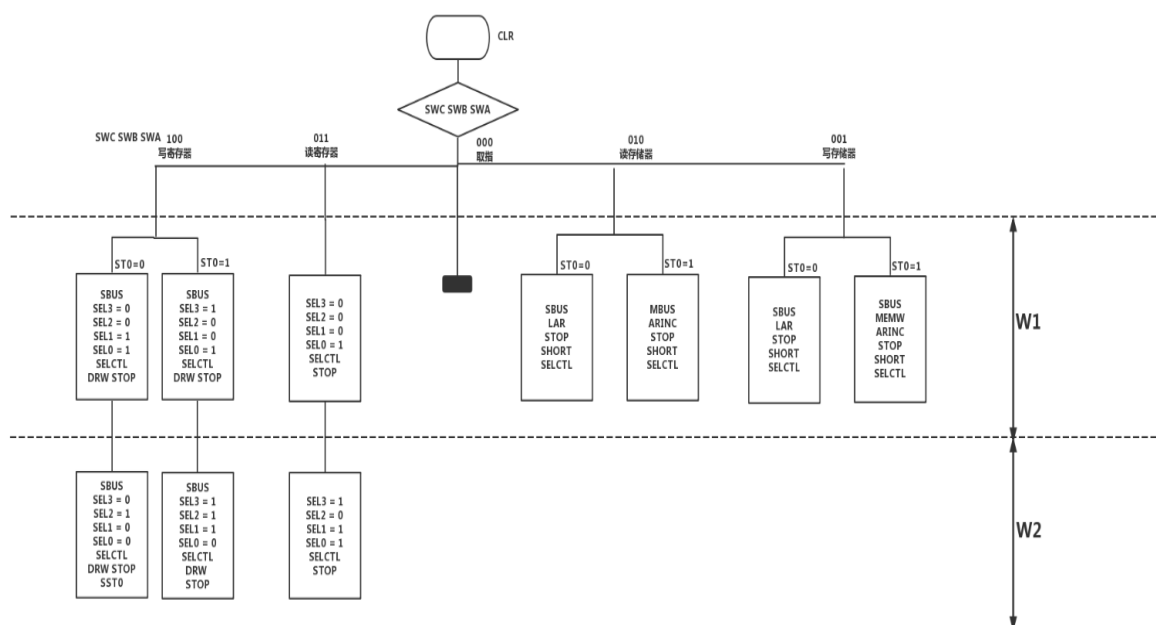 CLR
SWC SWB SWA
SWC SWB SWA 100
写寄存器
011
读寄存器
000
取指
010
读存储器
001
写存储器
ST0=0
SBUS
SEL3 = 0
SEL2 = 0
SEL1 = 1
SEL0 = 1
SELCTL
DRW STOP
ST0=1
SBUS
SEL3 = 1
SEL2 = 0
SEL1 = 0
SEL0 = 1
SELCTL
DRW STOP
SEL3 = 0
SEL2 = 0
SEL1 = 0
SEL0 = 1
SELCTL
STOP
ST0=0
SBUS
LAR
STOP
SHORT
SELCTL
ST0=1
MBUS
ARINC
STOP
SHORT
SELCTL
ST0=0
SBUS
LAR
STOP
SHORT
SELCTL
ST0=1
SBUS
MEMW
ARINC
STOP
SHORT
SELCTL
W1
SBUS
SEL3 = 0
SEL2 = 1
SEL1 = 0
SEL0 = 0
SELCTL
DRW STOP
SST0
SBUS
SEL3 = 1
SEL2 = 1
SEL1 = 1
SEL0 = 0
SELCTL
DRW
STOP
SEL3 = 1
SEL2 = 0
SEL1 = 1
SEL0 = 1
SELCTL
STOP
W2